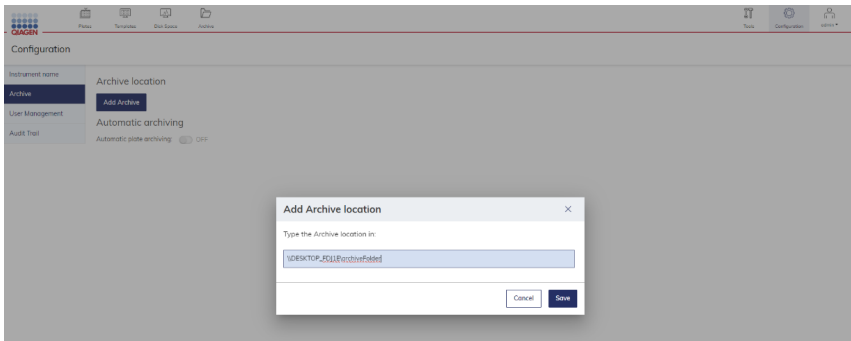 QIAGEN
Plates Templates Disk Space Archive
Tools Configuration admin
Configuration
Instrument name
Archive
User Management
Audit Trail
Archive location
Add Archive
Automatic archiving
Automatic plate archiving: OFF
Add Archive location
Type the Archive location in:
Cancel Save